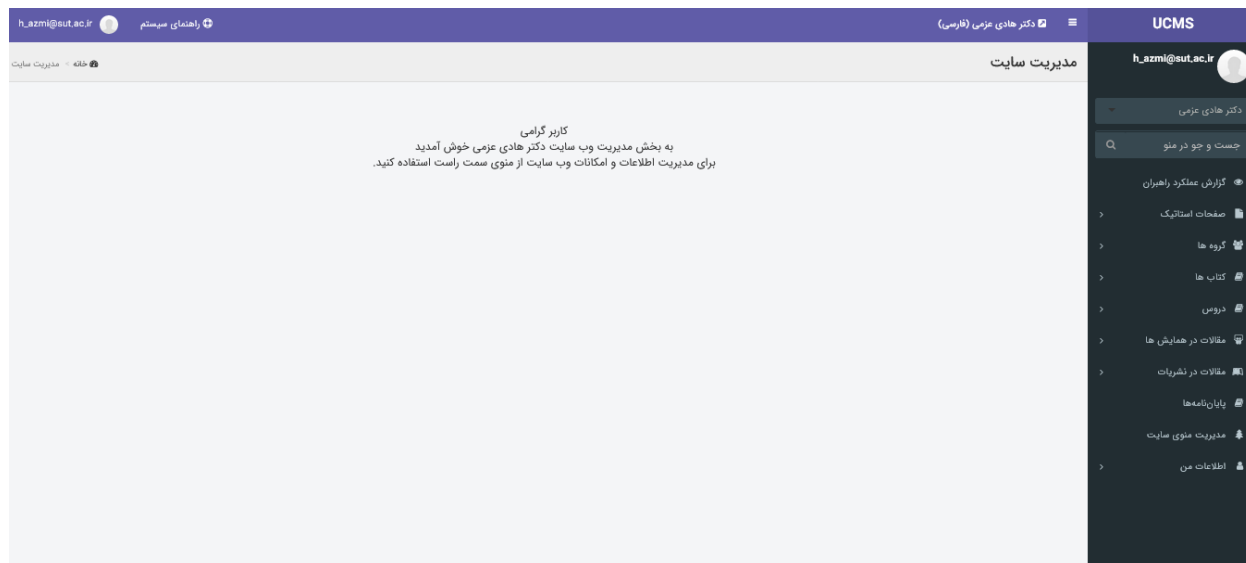 UCMS
دکتر هادی عزمی (فارسی)
راهنمای سیستم
h_azmi@sut.ac.ir
h_azmi@sut.ac.ir
مدیریت سایت
خانه > مدیریت سایت
دکتر هادی عزمی
جست و جو در منو
گزارش عملکرد راهبران
صفحات استاتیک
گروه ها
کتاب ها
دروس
مقالات در همایش ها
مقالات در نشریات
پایان‌نامه‌ها
مدیریت منوی سایت
اطلاعات من
کاربر گرامی
به بخش مدیریت وب سایت دکتر هادی عزمی خوش آمدید
برای مدیریت اطلاعات و امکانات وب سایت از منوی سمت راست استفاده کنید.